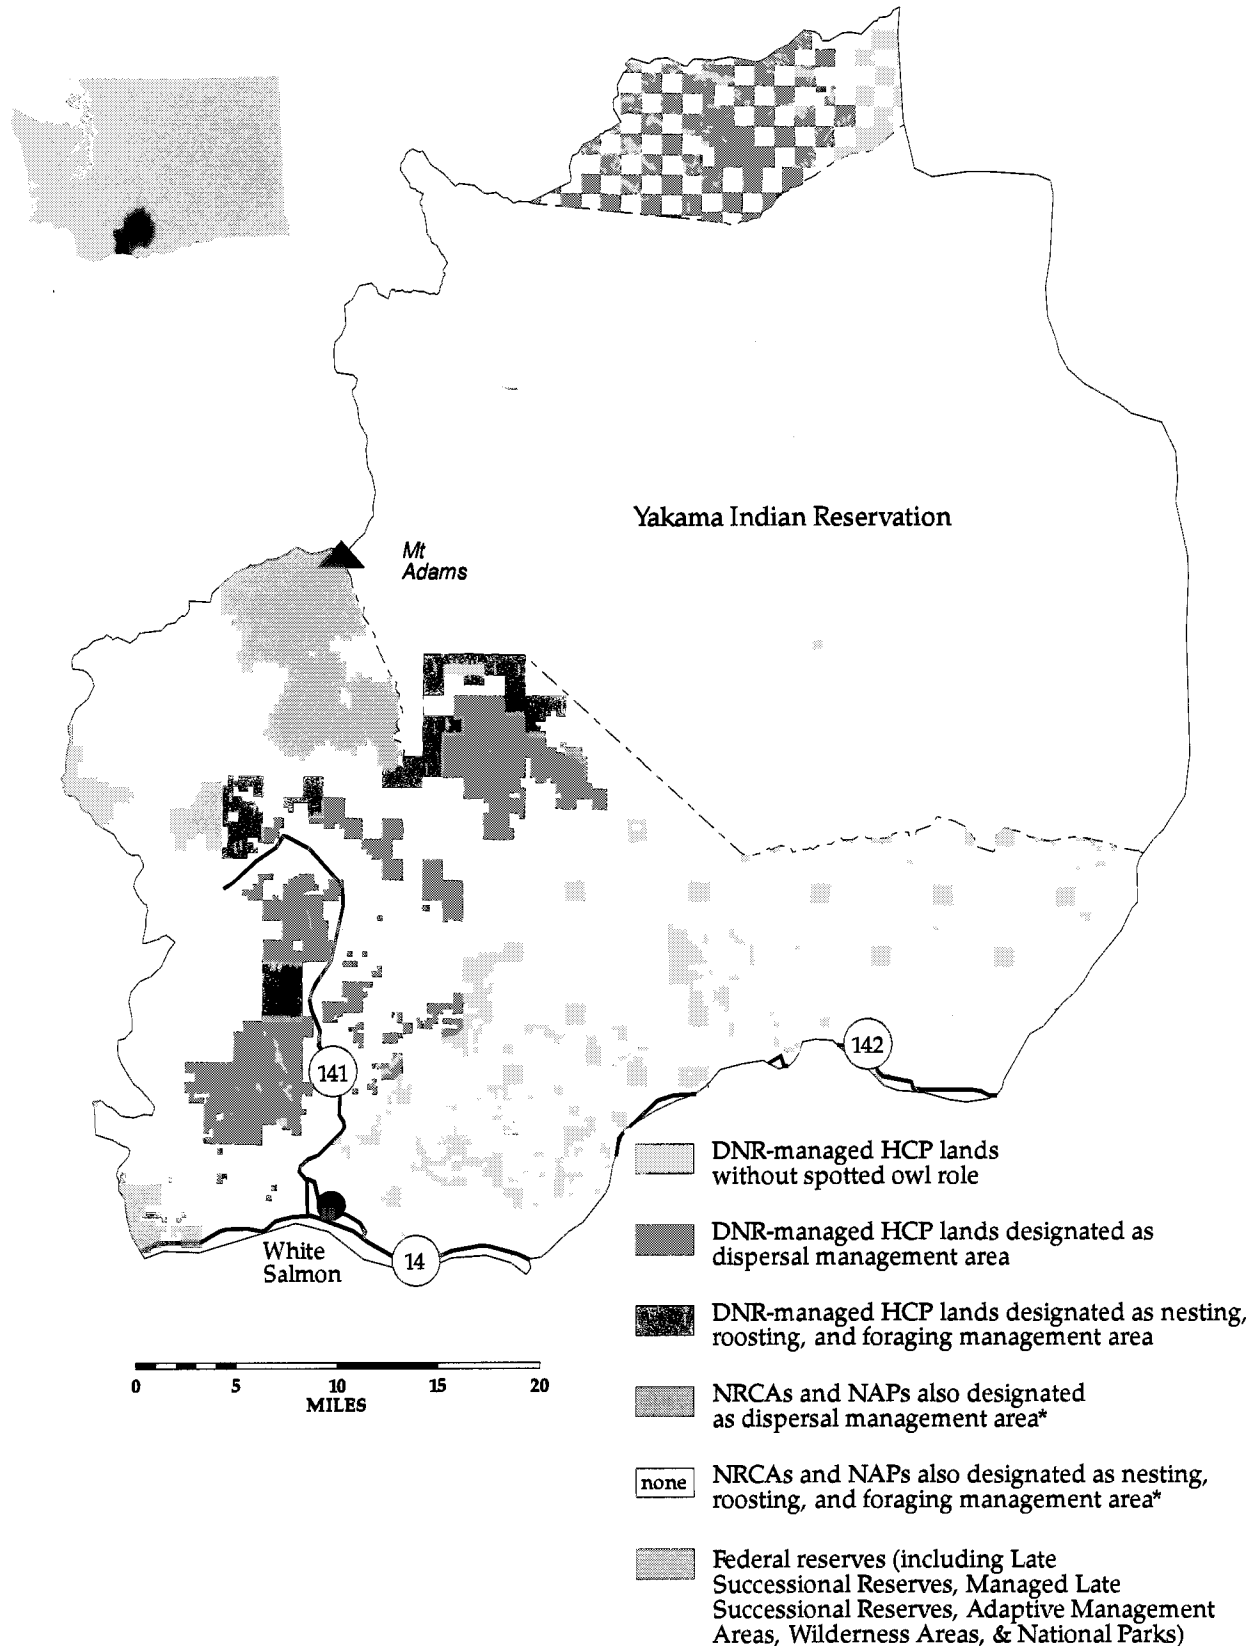 Yakama Indian Reservation
Mt
Adams
142
141
14
White
Salmon
DNR-managed HCP lands
without spotted owl role
DNR-managed HCP lands designated as
dispersal management area
DNR-managed HCP lands designated as nesting,
roosting, and foraging management area
NRCAs and NAPs also designated
as dispersal management area*
none
NRCAs and NAPs also designated as nesting,
roosting, and foraging management area*
Federal reserves (including Late
Successional Reserves, Managed Late
Successional Reserves, Adaptive Management
Areas, Wilderness Areas, & National Parks)
0 5 10 15 20
MILES